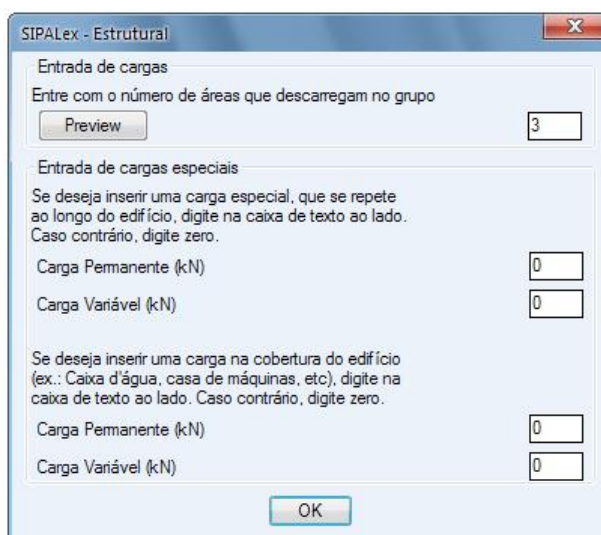 SIPALex - Estrutural
Entrada de cargas
Entre com o número de áreas que descarregam no grupo
Preview
3
Entrada de cargas especiais
Se deseja inserir uma carga especial, que se repete
ao longo do edifício, digite na caixa de texto ao lado.
Caso contrário, digite zero.
Carga Permanente (kN)
0
Carga Variável (kN)
0
Se deseja inserir uma carga na cobertura do edifício
(ex.: Caixa d'água, casa de máquinas, etc), digite na
caixa de texto ao lado. Caso contrário, digite zero.
Carga Permanente (kN)
0
Carga Variável (kN)
0
OK